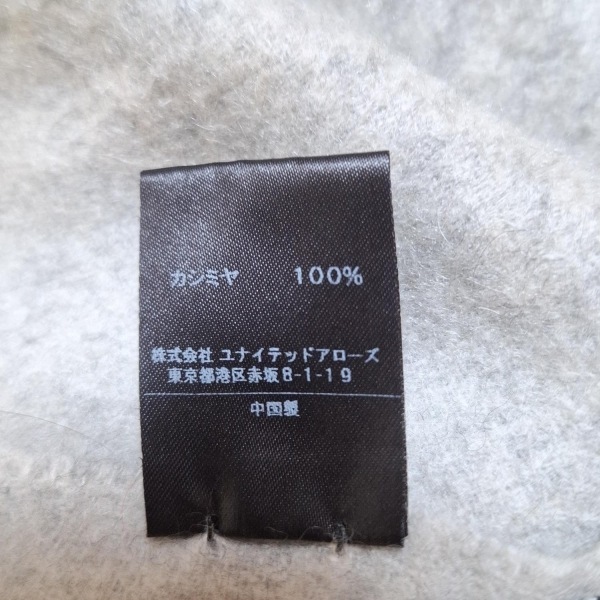 カシミヤ 100%
株式会社 ユナイテッドアローズ
東京都港区赤坂8-1-19
中国製